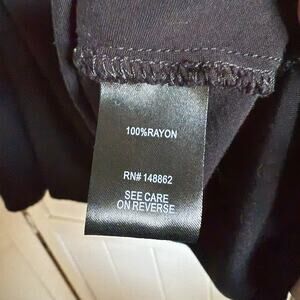 100%RAYON
RN# 148862
SEE CARE
ON REVERSE